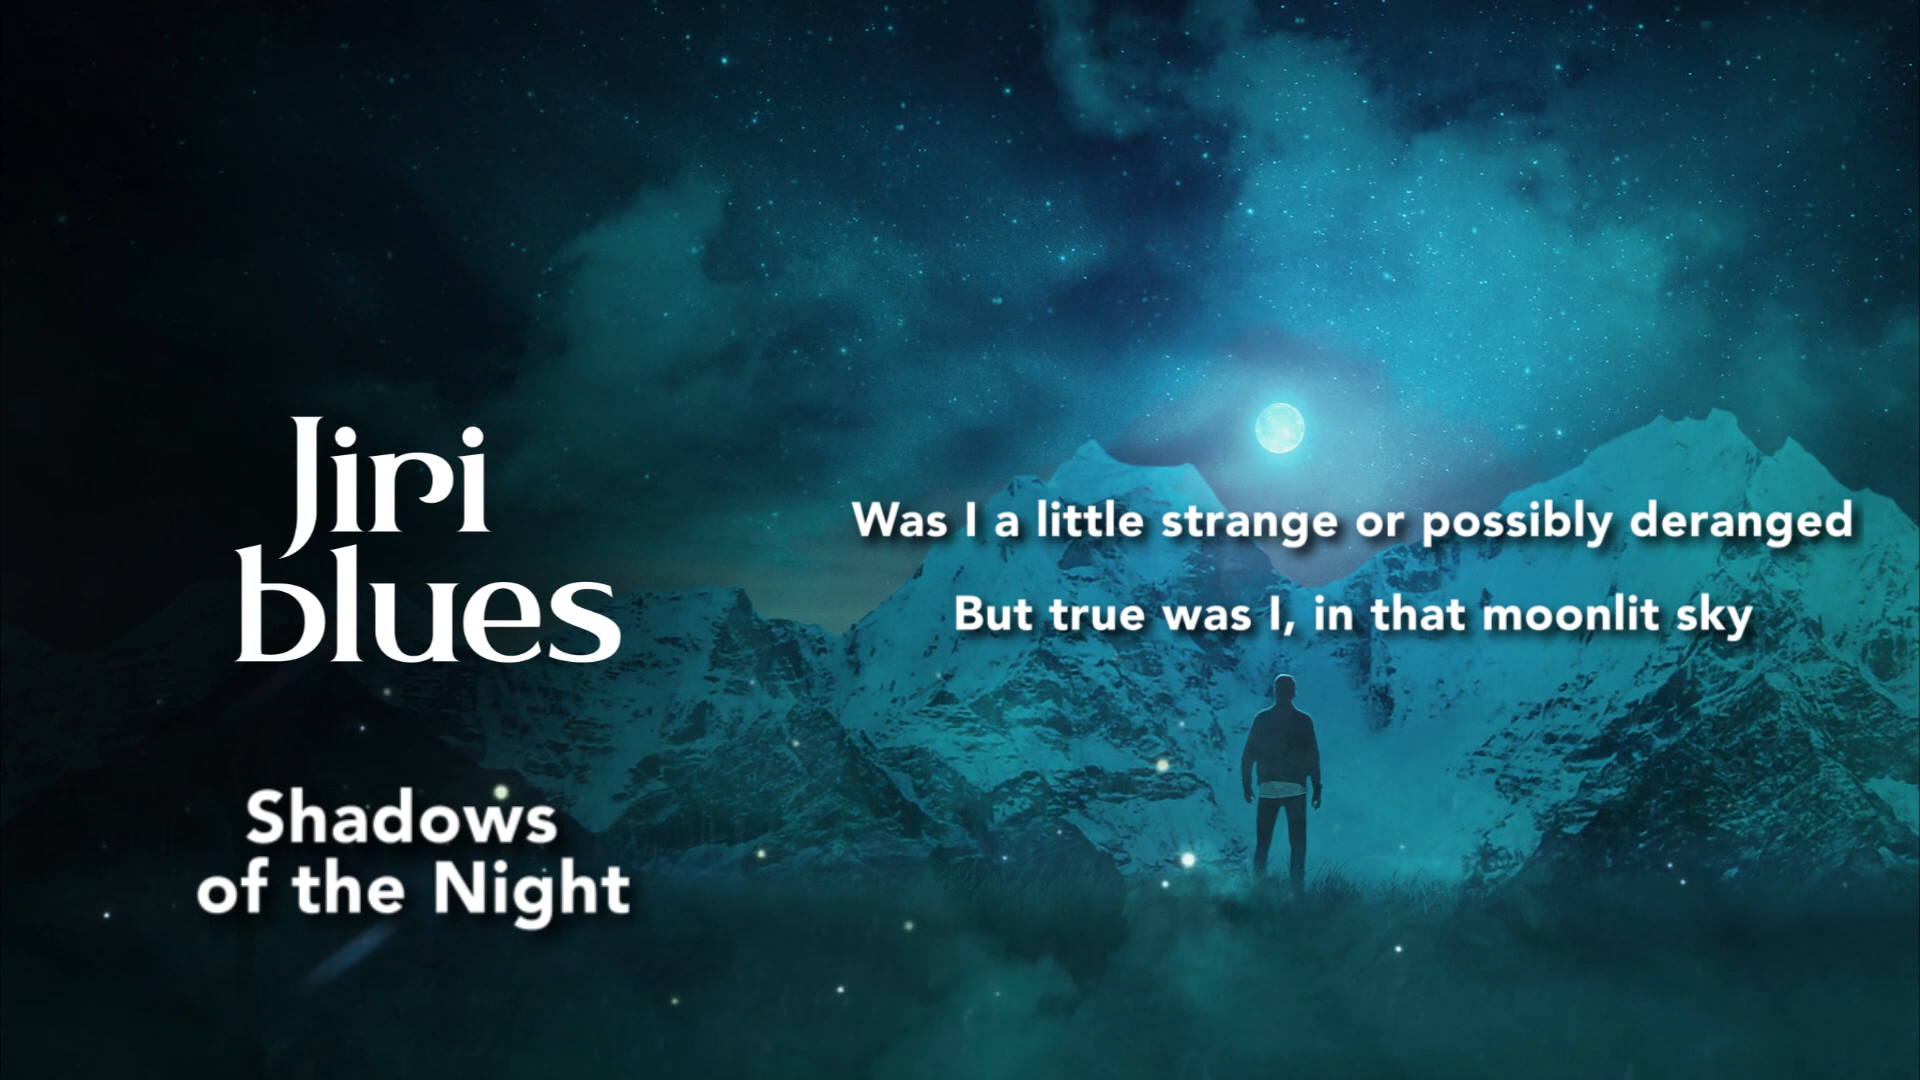 Jiri
blues
Shadows
of the Night
Was I a little strange or possibly deranged
But true was I, in that moonlit sky